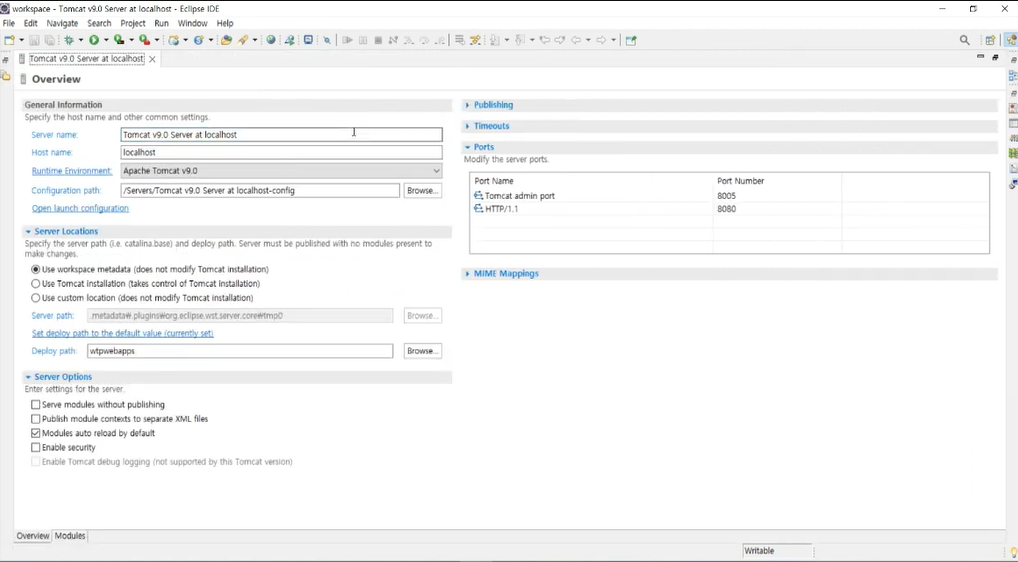 workspace - Tomcat v9.0 Server at localhost - Eclipse IDE
File Edit Navigate Search Project Run Window Help
Tomcat v9.0 Server at localhost
Overview
General Information
Specify the host name and other common settings.
Server name: Tomcat v9.0 Server at localhost
Host name: localhost
Runtime Environment: Apache Tomcat v9.0
Configuration path: /Servers/Tomcat v9.0 Server at localhost-config Browse...
Open launch configuration
Server Locations
Specify the server path (i.e. catalina.base) and deploy path. Server must be published with no modules present to
make changes.
Use workspace metadata (does not modify Tomcat installation)
Use Tomcat installation (takes control of Tomcat installation)
Use custom location (does not modify Tomcat installation)
Server path: .metadata₩.plugins₩org.eclipse.wst.server.core₩tmp0 Browse...
Set deploy path to the default value (currently set)
Deploy path: wtpwebapps Browse...
Server Options
Enter settings for the server.
Serve modules without publishing
Publish module contexts to separate XML files
Modules auto reload by default
Enable security
Enable Tomcat debug logging (not supported by this Tomcat version)
Publishing
Timeouts
Ports
Modify the server ports.
Port Name Port Number
Tomcat admin port 8005
HTTP/1.1 8080
MIME Mappings
Overview Modules
Writable